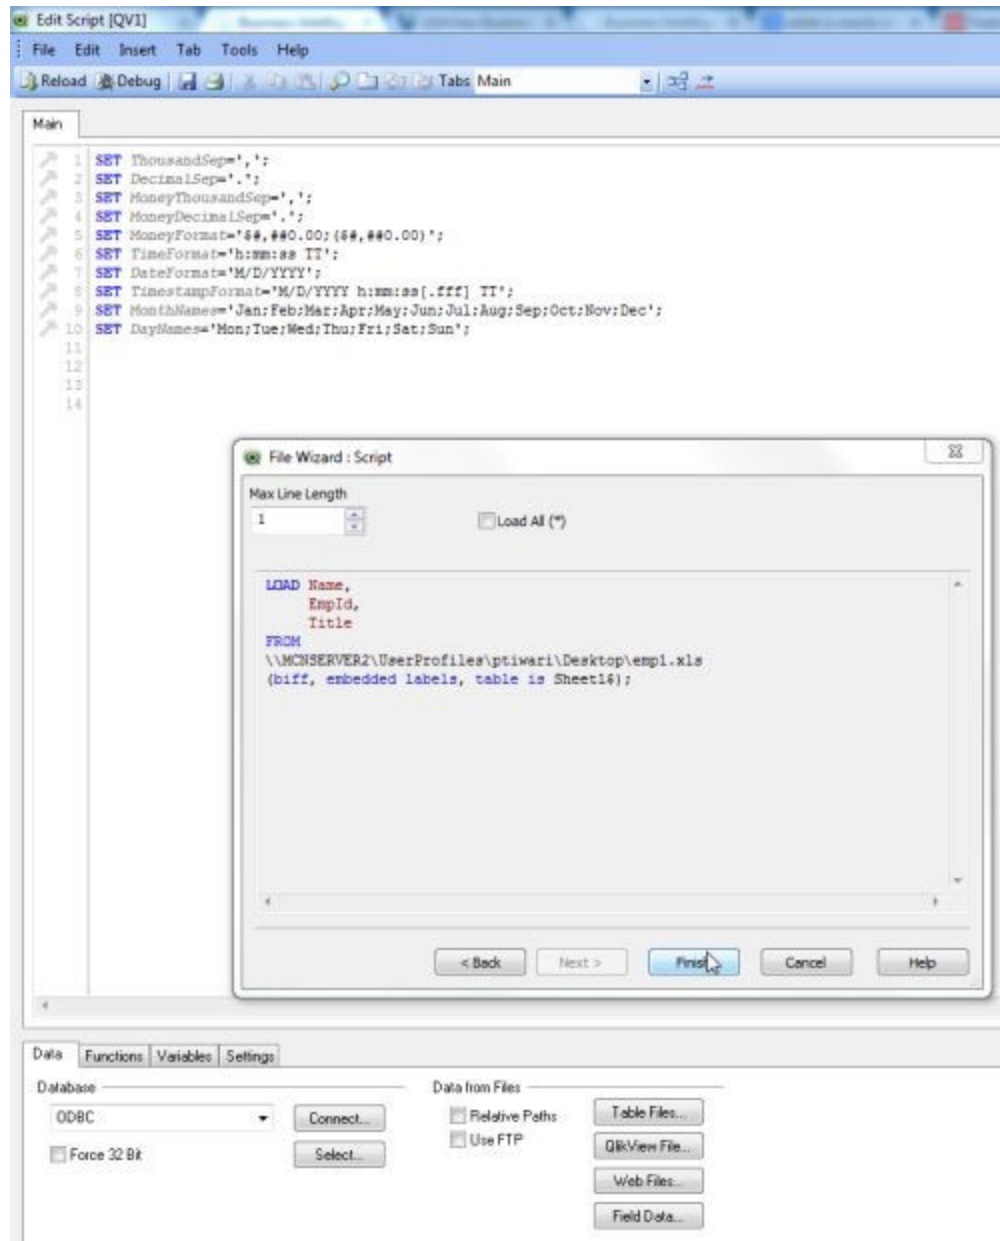 Edit Script [QV1]
File Edit Insert Tab Tools Help
Reload Debug Tabs Main
Main
1 SET ThousandSep=',';
2 SET DecimalSep='.';
3 SET MoneyThousandSep=',';
4 SET MoneyDecimalSep='.';
5 SET MoneyFormat='$#,##0.00;($#,##0.00)';
6 SET TimeFormat='h:mm:ss TT';
7 SET DateFormat='M/D/YYYY';
8 SET TimestampFormat='M/D/YYYY h:mm:ss[.fff] TT';
9 SET MonthNames='Jan;Feb;Mar;Apr;May;Jun;Jul;Aug;Sep;Oct;Nov;Dec';
10 SET DayNames='Mon;Tue;Wed;Thu;Fri;Sat;Sun';
11
12
13
14
File Wizard : Script
Max Line Length
1 Load All (*)
LOAD Name,
EmpId,
Title
FROM
\\MCNSERVER2\UserProfiles\ptiwari\Desktop\emp1.xls
(biff, embedded labels, table is Sheet1$);
< Back Next > Finish Cancel Help
Data Functions Variables Settings
Database Data from Files
ODBC Connect... Relative Paths Table Files...
Force 32 Bit Select... Use FTP QlikView File...
Web Files...
Field Data...